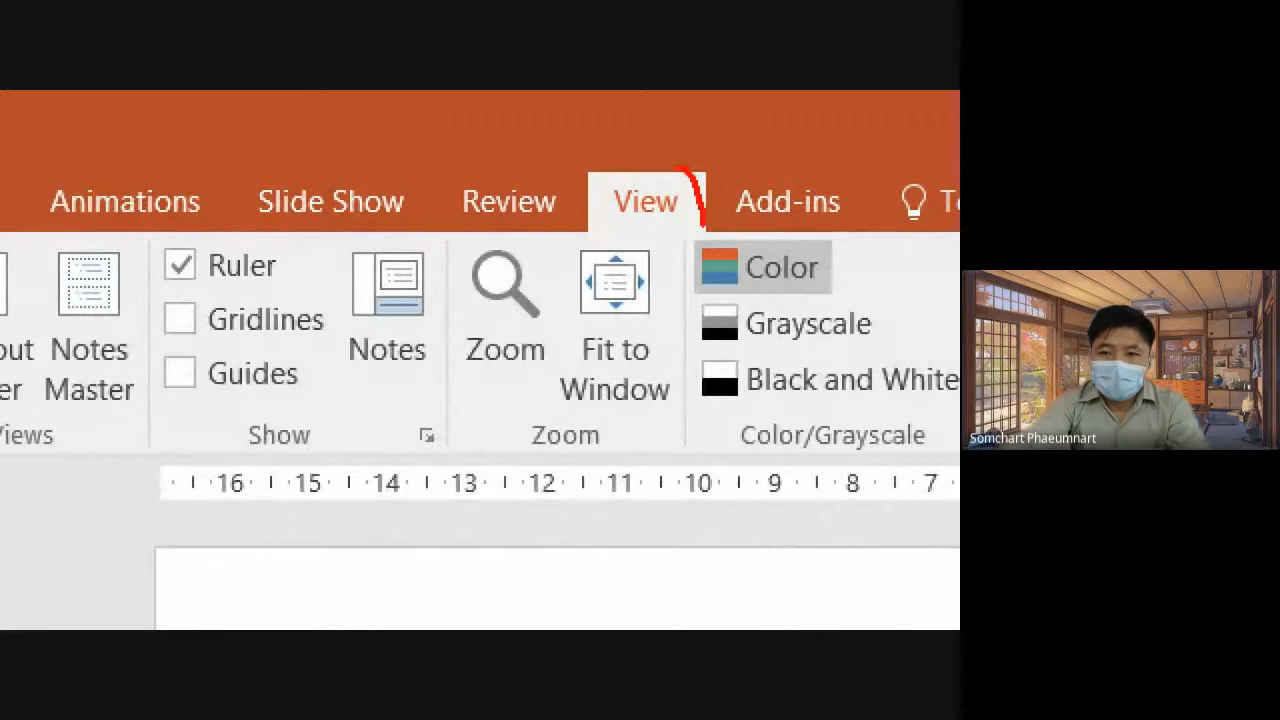 Animations Slide Show Review View Add-ins
Ruler
Gridlines
Guides
Notes
Master
Notes
Zoom
Fit to
Window
Color
Grayscale
Black and White
Show Zoom Color/Grayscale
16 15 14 13 12 11 10 9 8 7
Somchart Phaeumnart